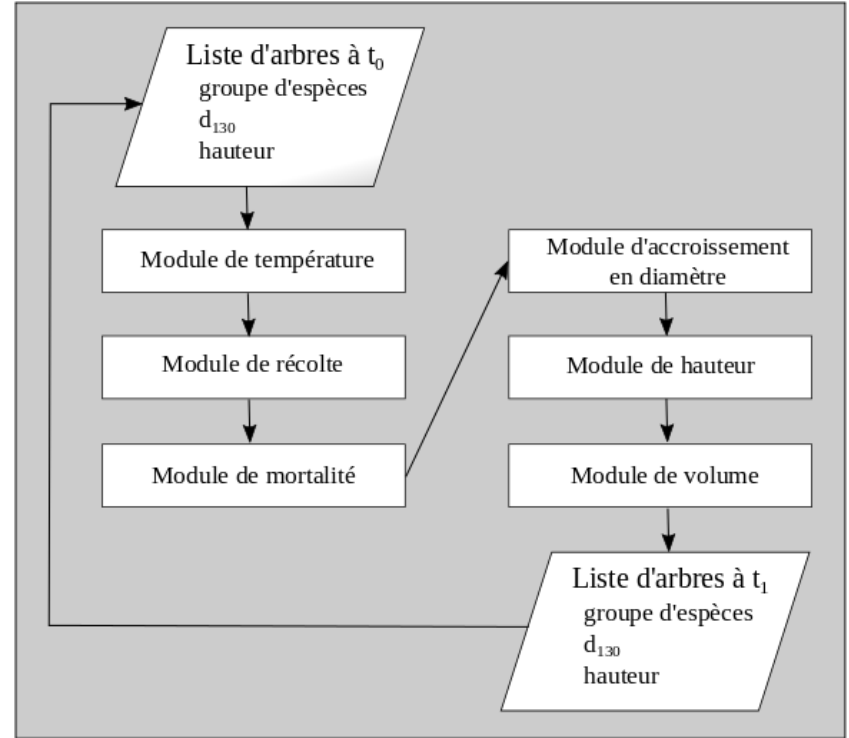 Liste d'arbres à t₀
groupe d'espèces
d₁₃₀
hauteur
Module de température
Module de récolte
Module de mortalité
Module d'accroissement
en diamètre
Module de hauteur
Module de volume
Liste d'arbres à t₁
groupe d'espèces
d₁₃₀
hauteur